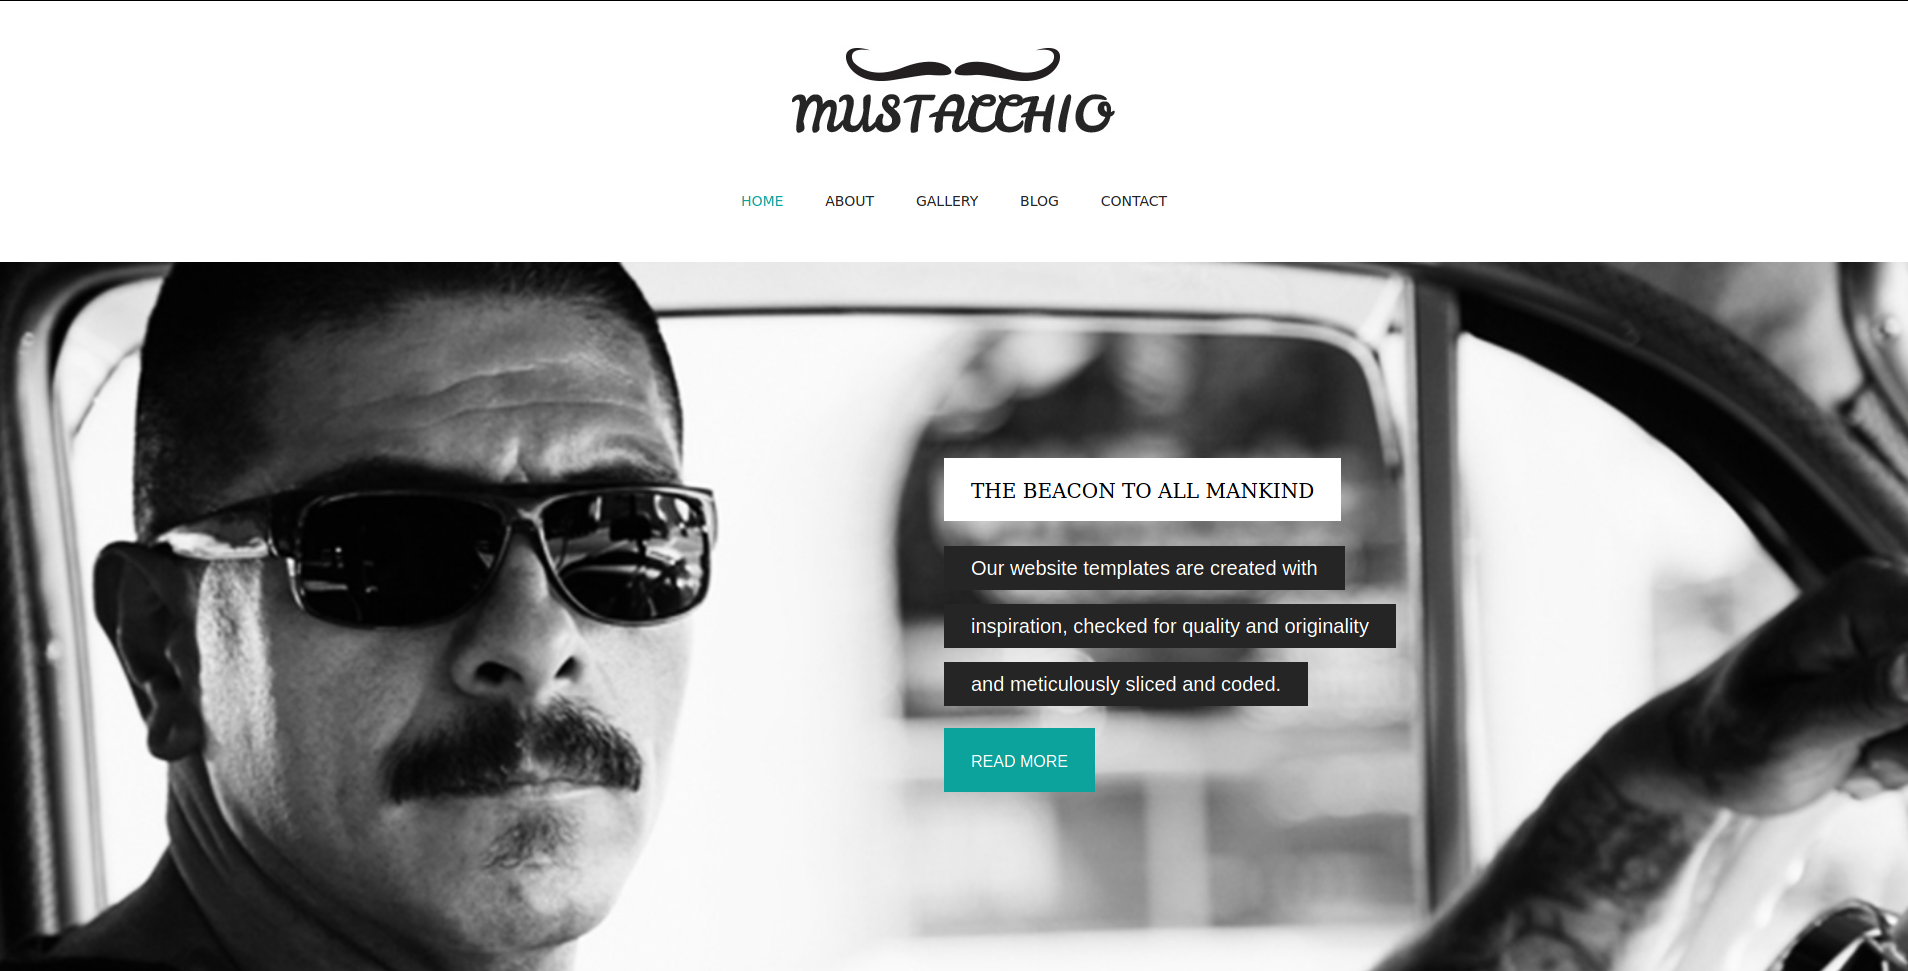 MUSTACCHIO
HOME ABOUT GALLERY BLOG CONTACT
THE BEACON TO ALL MANKIND
Our website templates are created with
inspiration, checked for quality and originality
and meticulously sliced and coded.
READ MORE